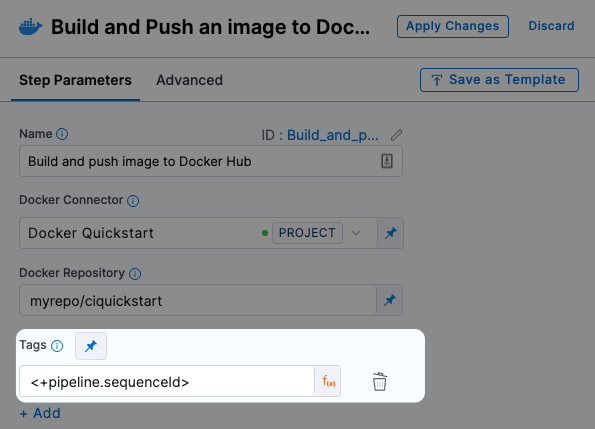 Build and Push an image to Doc...
Apply Changes
Discard
Step Parameters
Advanced
Save as Template
Name
ID : Build_and_p...
Build and push image to Docker Hub
Docker Connector
Docker Quickstart
PROJECT
Docker Repository
myrepo/ciquickstart
Tags
<+pipeline.sequenceId>
f(x)
+ Add